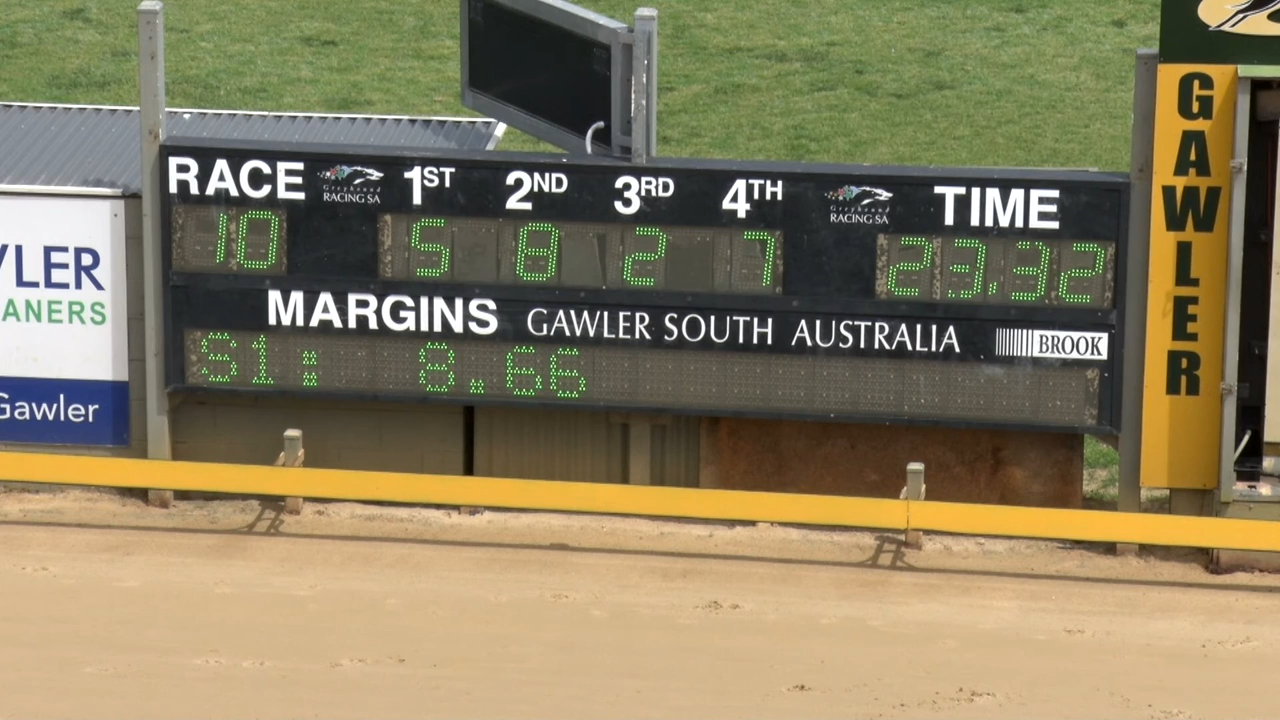 RACE 1ST 2ND 3RD 4TH TIME
Greyhound RACING SA
Greyhound RACING SA
10 5 8 2 7 23.32
MARGINS GAWLER SOUTH AUSTRALIA BROOK
S1: 8.66
GAWLER
WLER
ANERS
Gawler